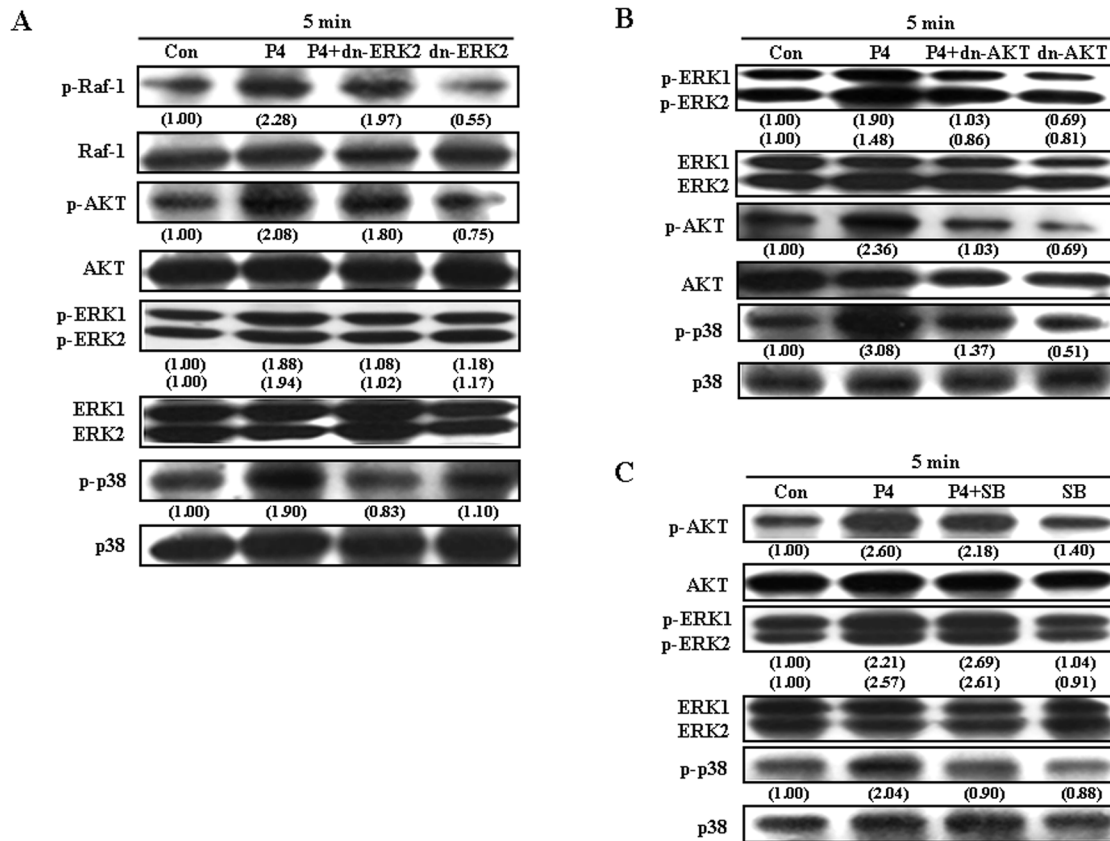 A
5 min
Con P4 P4+dn-ERK2 dn-ERK2
p-Raf-1
(1.00) (2.28) (1.97) (0.55)
Raf-1
p-AKT
(1.00) (2.08) (1.80) (0.75)
AKT
p-ERK1
p-ERK2
(1.00) (1.88) (1.08) (1.18)
(1.00) (1.94) (1.02) (1.17)
ERK1
ERK2
p-p38
(1.00) (1.90) (0.83) (1.10)
p38
B
5 min
Con P4 P4+dn-AKT dn-AKT
p-ERK1
p-ERK2
(1.00) (1.90) (1.03) (0.69)
(1.00) (1.48) (0.86) (0.81)
ERK1
ERK2
p-AKT
(1.00) (2.36) (1.03) (0.69)
AKT
p-p38
(1.00) (3.08) (1.37) (0.51)
p38
C
5 min
Con P4 P4+SB SB
p-AKT
(1.00) (2.60) (2.18) (1.40)
AKT
p-ERK1
p-ERK2
(1.00) (2.21) (2.69) (1.04)
(1.00) (2.57) (2.61) (0.91)
ERK1
ERK2
p-p38
(1.00) (2.04) (0.90) (0.88)
p38